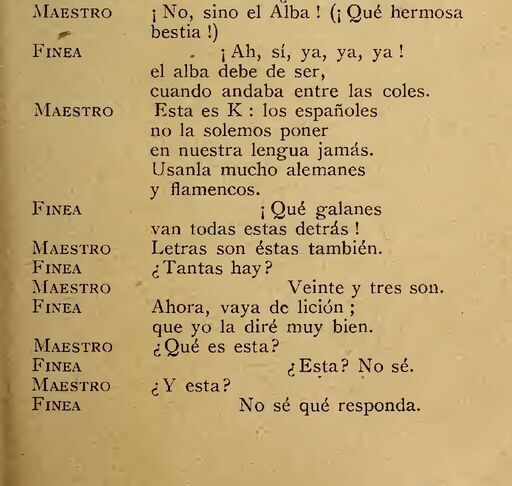 MAESTRO ¡No, sino el Alba! (¡Qué hermosa
bestia!)
FINEA ¡Ah, sí, ya, ya, ya!
el alba debe de ser,
cuando andaba entre las coles.
MAESTRO Esta es K: los españoles
no la solemos poner
en nuestra lengua jamás.
Usanla mucho alemanes
y flamencos.
FINEA ¡Qué galanes
van todas estas detrás!
MAESTRO Letras son éstas también.
FINEA ¿Tantas hay?
MAESTRO Veinte y tres son.
FINEA Ahora, vaya de lición;
que yo la diré muy bien.
MAESTRO ¿Qué es esta?
FINEA ¿Esta? No sé.
MAESTRO ¿Y esta?
FINEA No sé qué responda.